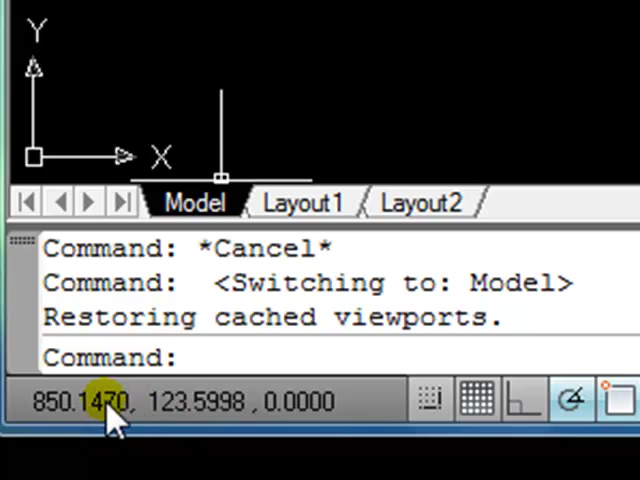 Y
X
Model Layout1 Layout2
Command: *Cancel*
Command:  <Switching to: Model>
Restoring cached viewports.
Command:
850.1470, 123.5998 , 0.0000